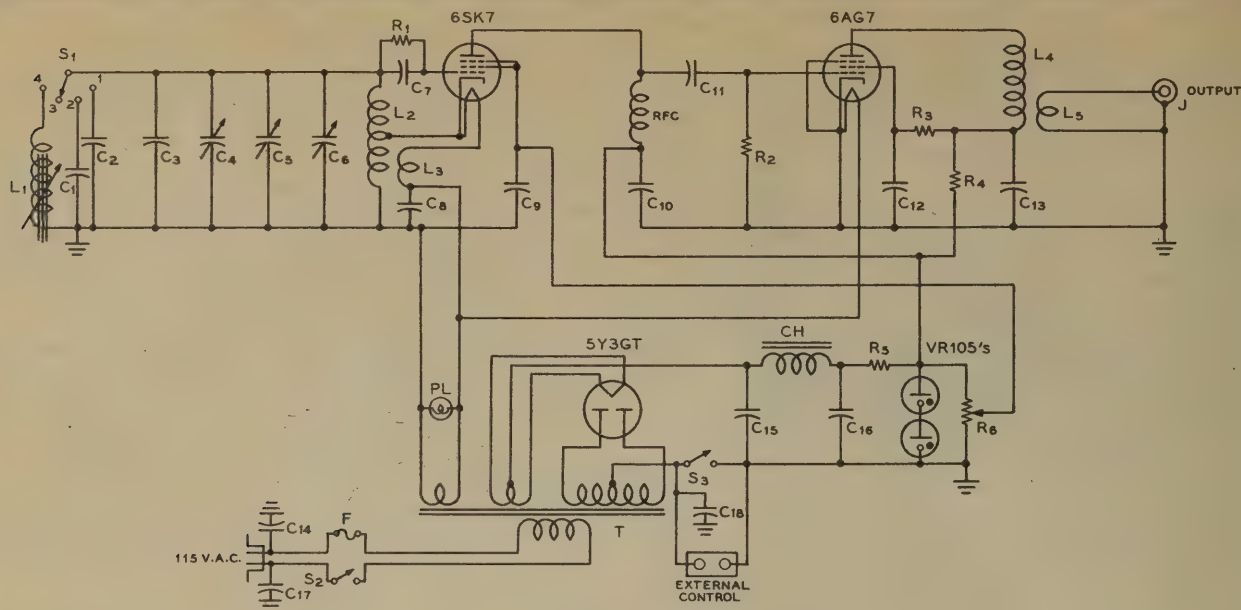 6SK7
6AG7
R1
S1
4
3
2
1
C7
L4
C11
L2
RFC
R3
L5
J
OUTPUT
L1
C1
C2
C3
C4
C5
C6
L3
R2
R4
C8
C9
C10
C12
C13
5Y3GT
CH
R5
VR105's
PL
C15
C16
R6
S3
C18
C14
F
T
115 V.A.C.
S2
C17
EXTERNAL
CONTROL